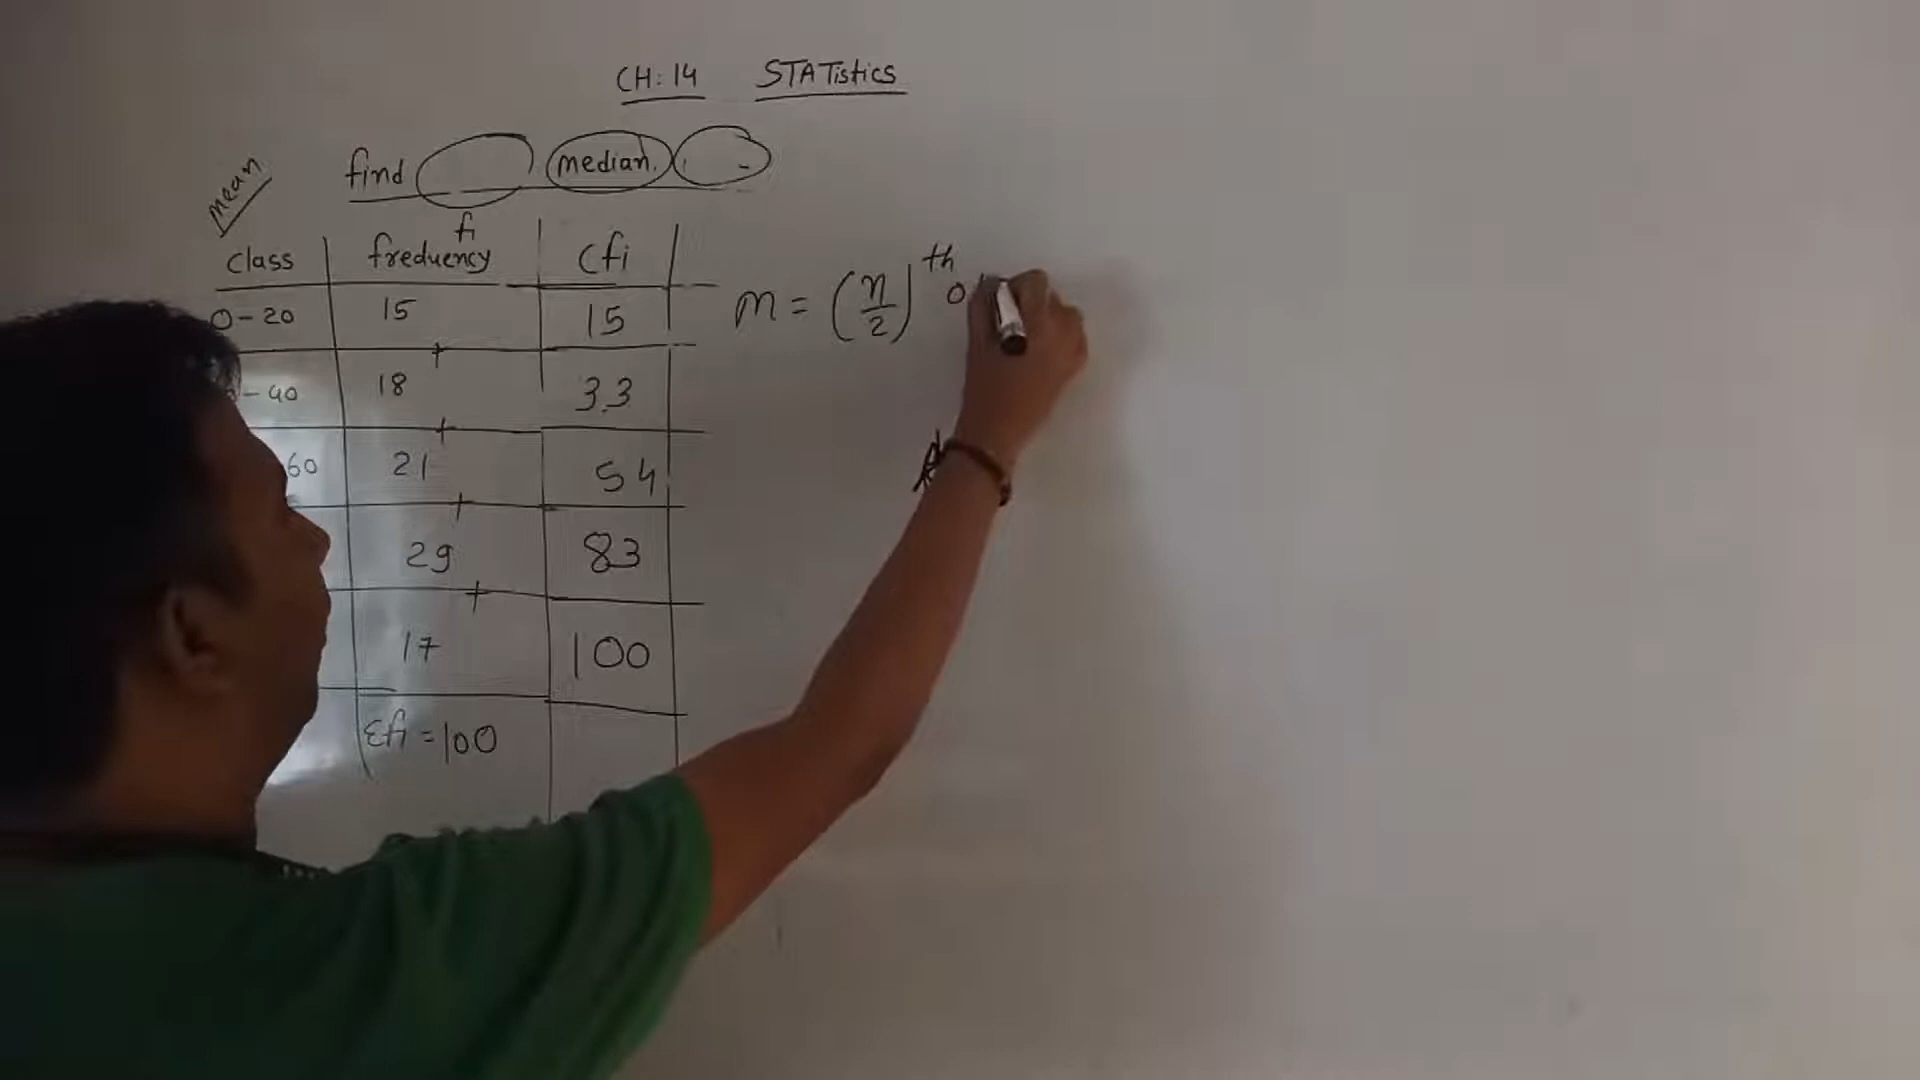 CH: 14 STATistics
find median.
mean
fi
class freduency Cfi
0-20 15 15
-40 18 33
60 21 54
29 83
17 100
Σfi = 100
m = (n/2)th